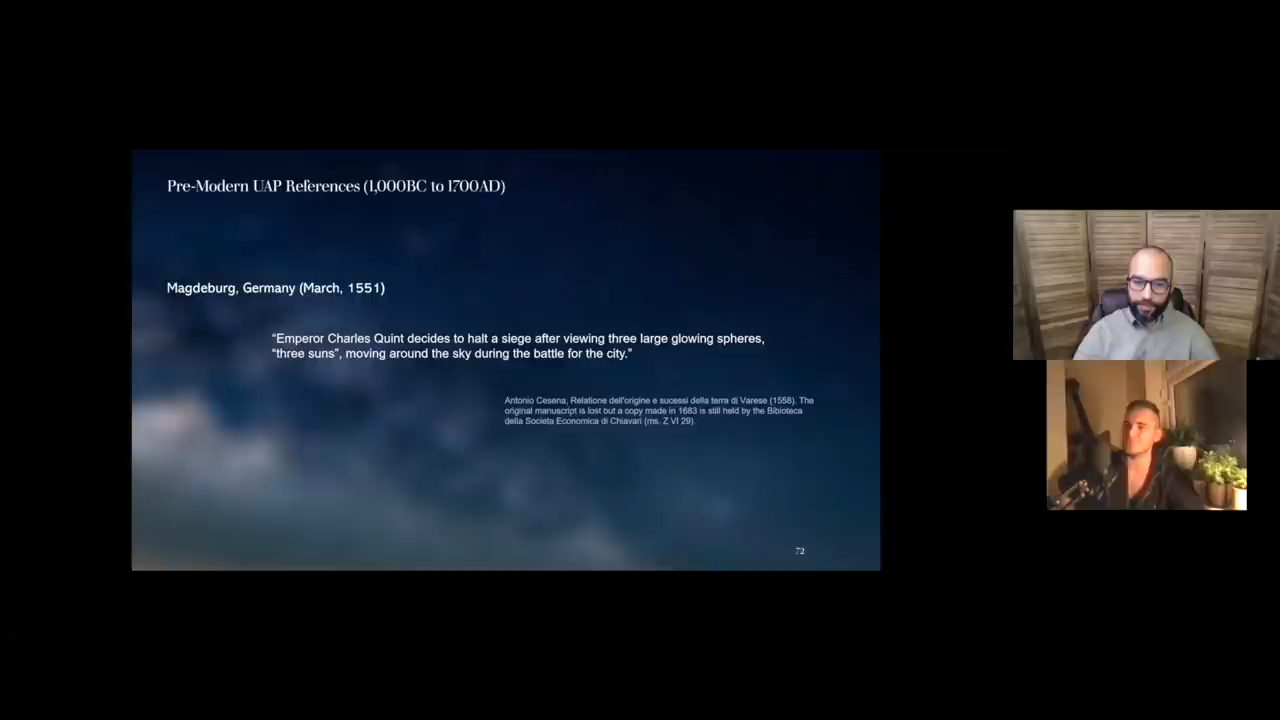 Pre-Modern UAP References (1,000BC to 1700AD)
Magdeburg, Germany (March, 1551)
“Emperor Charles Quint decides to halt a siege after viewing three large glowing spheres,
“three suns”, moving around the sky during the battle for the city.”
Antonio Cesena, Relatione dell'origine e sucessi della terra di Varese (1558). The
original manuscript is lost but a copy made in 1683 is still held by the Bibioteca
della Societa Economica di Chiavari (ms. Z VI 29).
72